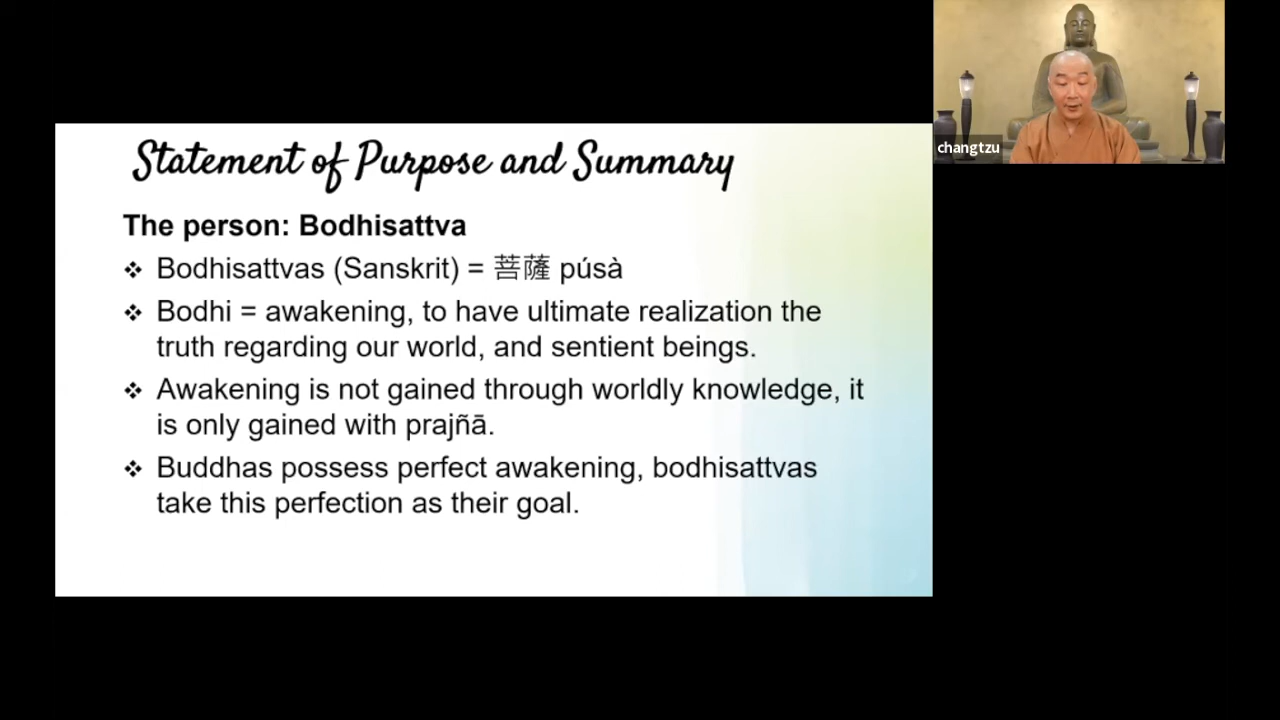 Statement of Purpose and Summary
The person: Bodhisattva
❖ Bodhisattvas (Sanskrit) = 菩薩 púsà
❖ Bodhi = awakening, to have ultimate realization the
truth regarding our world, and sentient beings.
❖ Awakening is not gained through worldly knowledge, it
is only gained with prajñā.
❖ Buddhas possess perfect awakening, bodhisattvas
take this perfection as their goal.
changtzu